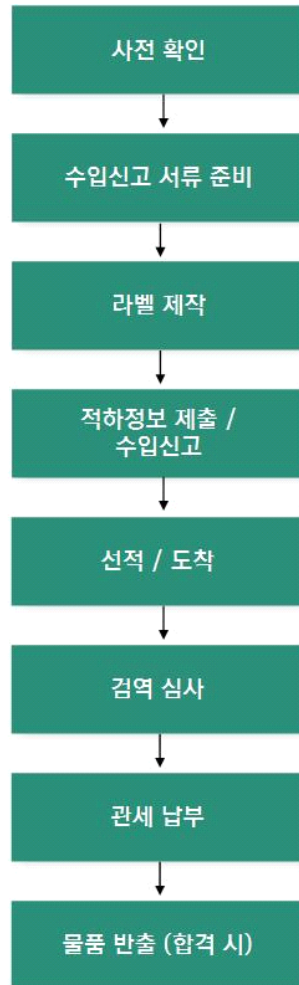 사전 확인
수입신고 서류 준비
라벨 제작
적하정보 제출 /
수입신고
선적 / 도착
검역 심사
관세 납부
물품 반출 (합격 시)